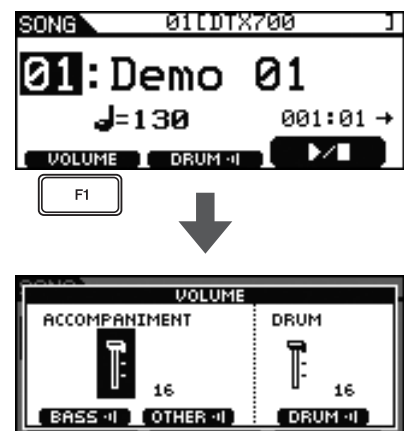 SONG 01[DTX700 ]
01:Demo 01
♩=130 001:01→
VOLUME DRUM ▶/■
F1
VOLUME
ACCOMPANIMENT DRUM
16 16
BASS OTHER DRUM